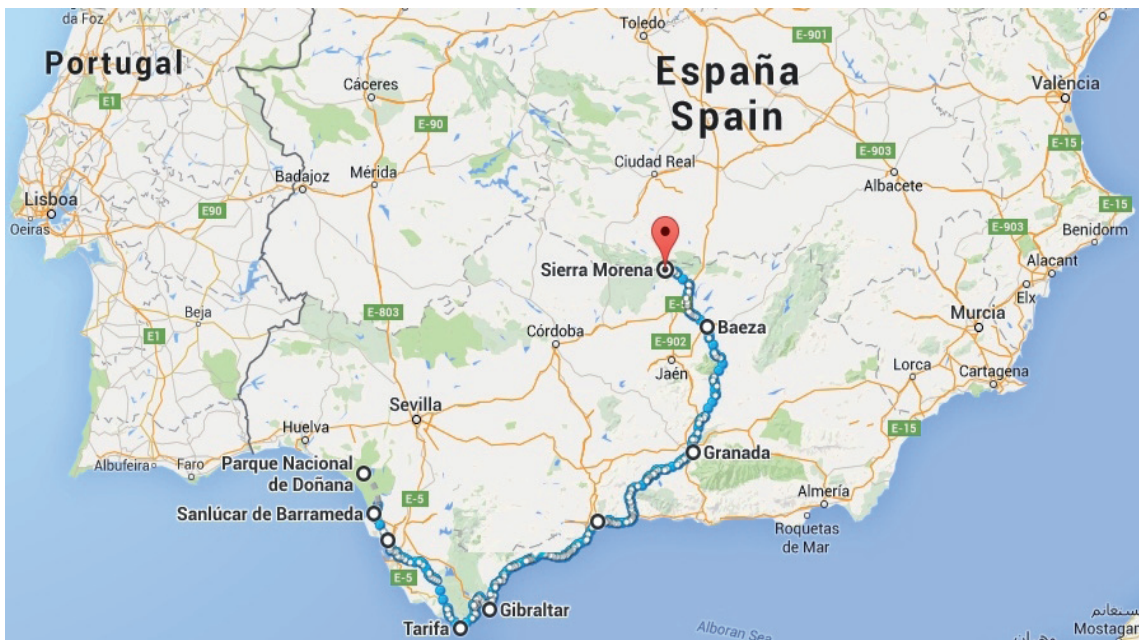 da Foz
Toledo
E-901
Portugal
España
Spain
Cáceres
E1
E-90
València
Ciudad Real
E-903
E-15
Badajoz
Mérida
Albacete
Lisboa
Oeiras
E90
E-15
E-903
Benidorm
Sierra Morena
Alacant
Elx
Beja
E-803
E-5
Córdoba
Baeza
Murcia
E1
E-902
Jaén
Lorca
Cartagena
Sevilla
Huelva
E-15
Albufeira
Faro
Parque Nacional
de Doñana
Granada
E-5
Almería
Sanlúcar de Barrameda
Roquetas
de Mar
E-5
Gibraltar
Tarifa
Alboran Sea
مستغانم
Mostagan
وهران